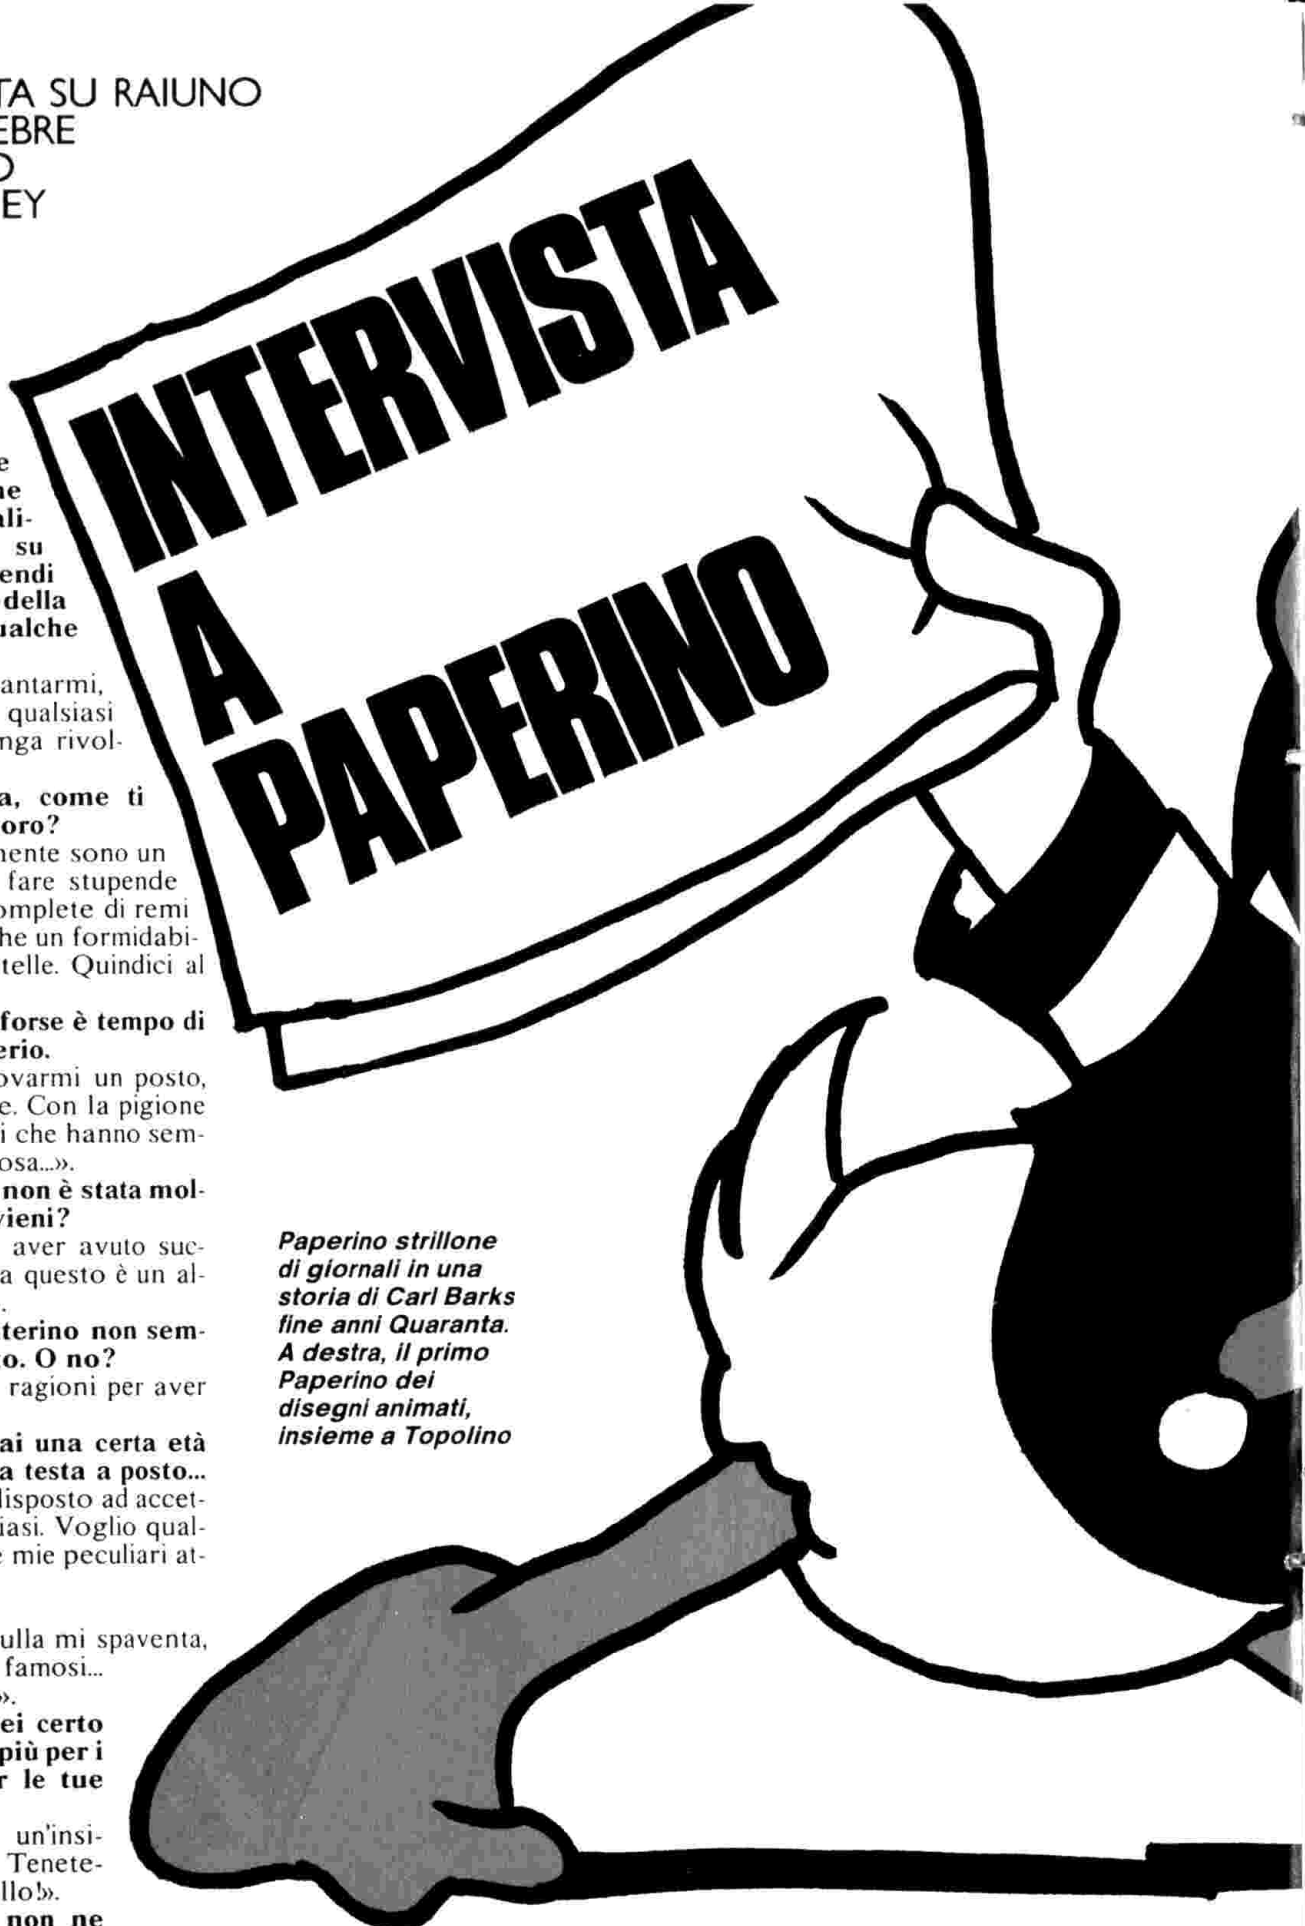 TA SU RAIUNO
EBRE
O
EY
INTERVISTA
A
PAPERINO
e
ne
ali-
su
endi
della
ualche
antarmi,
qualsiasi
nga rivol-
a, come ti
oro?
nente sono un
fare stupende
omplete di remi
he un formidabi-
telle. Quindici al
forse è tempo di
erio.
ovarmi un posto,
e. Con la pigione
i che hanno sem-
osa...».
non è stata mol-
vieni?
aver avuto suc-
a questo è un al-
.
terino non sem-
to. O no?
ragioni per aver
ai una certa età
a testa a posto...
disposto ad accet-
iasi. Voglio qual-
e mie peculiari at-
ulla mi spaventa,
famosi...
».
ei certo
più per i
r le tue
un'insi-
Tenete-
llo!».
non ne
Paperino strillone
di giornali in una
storia di Carl Barks
fine anni Quaranta.
A destra, il primo
Paperino dei
disegni animati,
insieme a Topolino